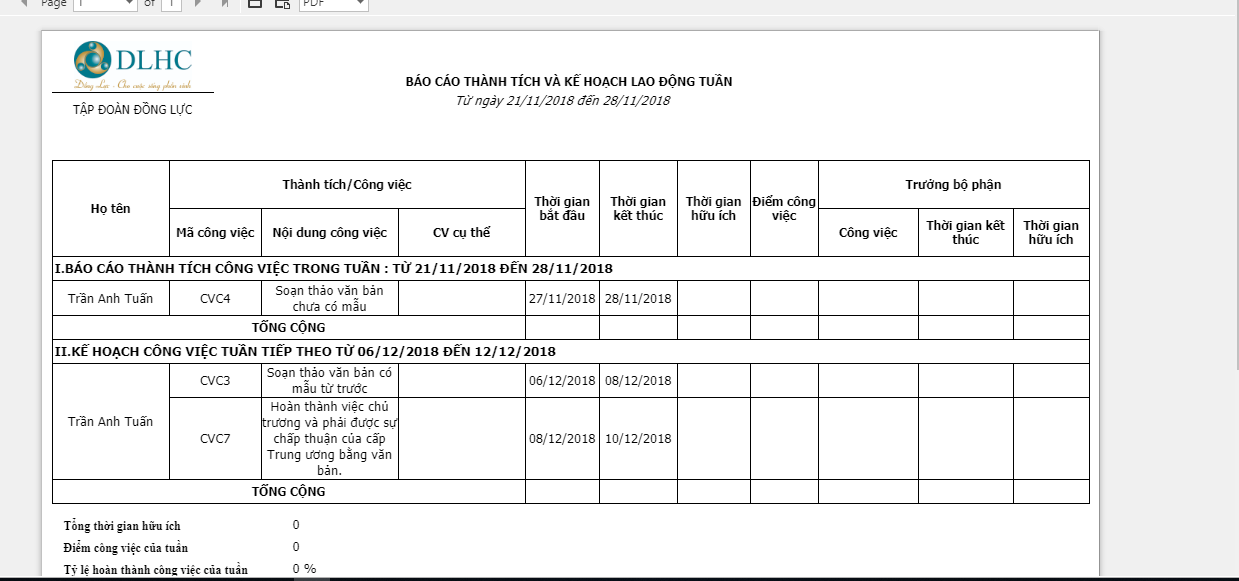 Page 1 of 1 PDF
DLHC
Động Lực - Cho cuộc sống phồn vinh
TẬP ĐOÀN ĐỒNG LỰC
BÁO CÁO THÀNH TÍCH VÀ KẾ HOẠCH LAO ĐỘNG TUẦN
Từ ngày 21/11/2018 đến 28/11/2018
Họ tên
Thành tích/Công việc
Thời gian
bắt đầu
Thời gian
kết thúc
Thời gian
hữu ích
Điểm công
việc
Trưởng bộ phận
Mã công việc
Nội dung công việc
CV cụ thể
Công việc
Thời gian kết
thúc
Thời gian
hữu ích
I.BÁO CÁO THÀNH TÍCH CÔNG VIỆC TRONG TUẦN : TỪ 21/11/2018 ĐẾN 28/11/2018
Trần Anh Tuấn
CVC4
Soạn thảo văn bản
chưa có mẫu
27/11/2018
28/11/2018
TỔNG CỘNG
II.KẾ HOẠCH CÔNG VIỆC TUẦN TIẾP THEO TỪ 06/12/2018 ĐẾN 12/12/2018
Trần Anh Tuấn
CVC3
Soạn thảo văn bản có
mẫu từ trước
06/12/2018
08/12/2018
CVC7
Hoàn thành việc chủ
trương và phải được sự
chấp thuận của cấp
Trung ương bằng văn
bản.
08/12/2018
10/12/2018
TỔNG CỘNG
Tổng thời gian hữu ích 0
Điểm công việc của tuần 0
Tỷ lệ hoàn thành công việc của tuần 0 %